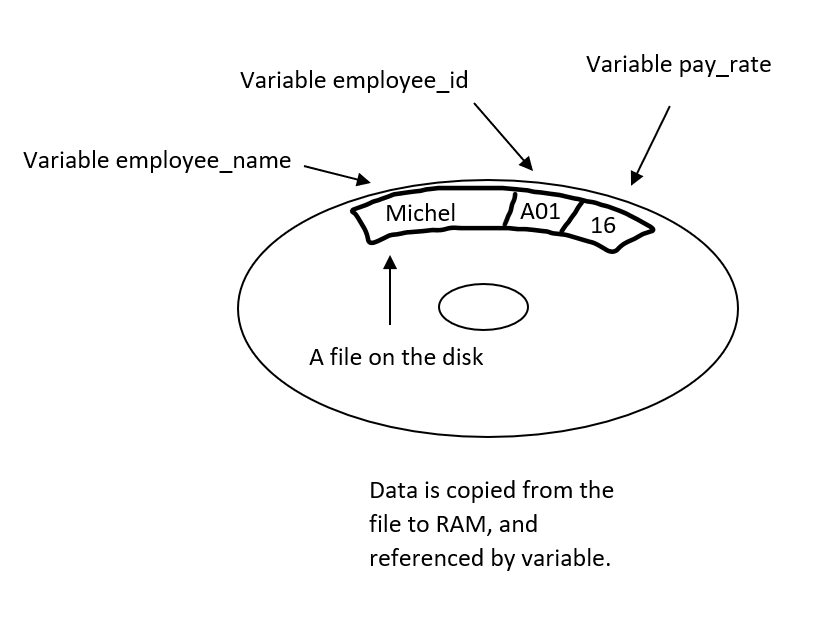 Variable pay_rate
Variable employee_id
Variable employee_name
Michel
A01
16
A file on the disk
Data is copied from the
file to RAM, and
referenced by variable.